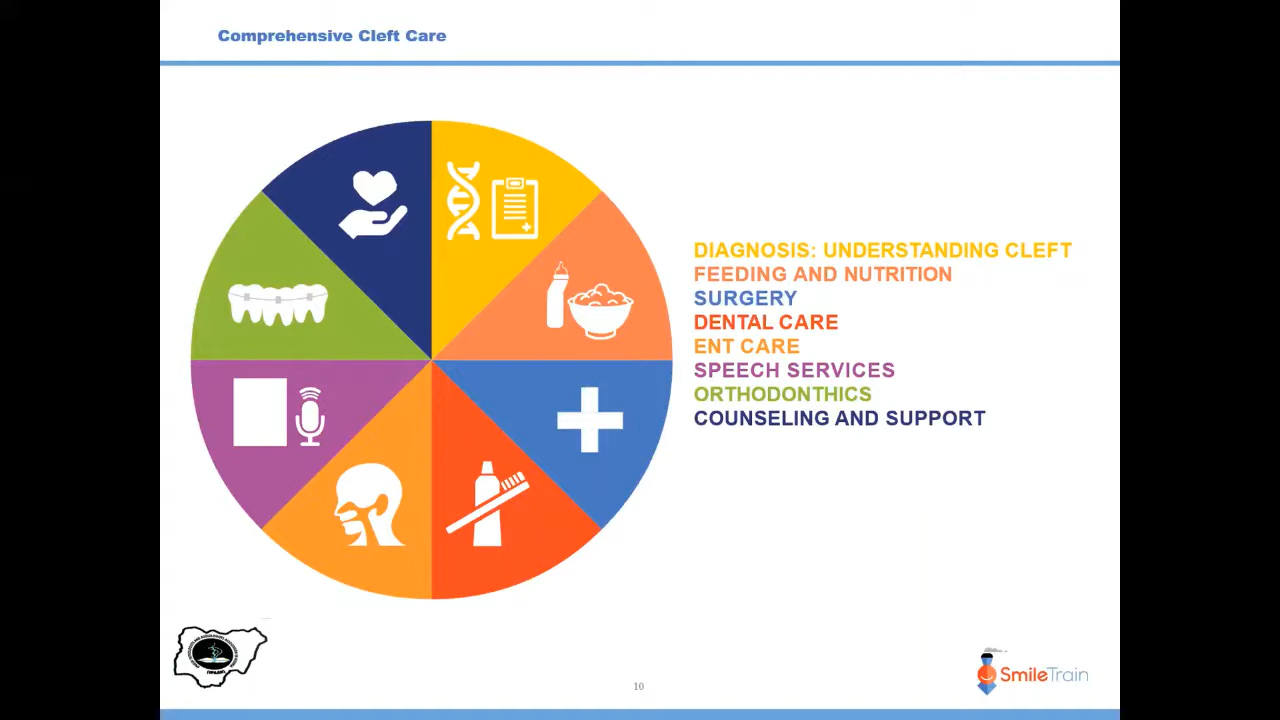 Comprehensive Cleft Care
DIAGNOSIS: UNDERSTANDING CLEFT
FEEDING AND NUTRITION
SURGERY
DENTAL CARE
ENT CARE
SPEECH SERVICES
ORTHODONTHICS
COUNSELING AND SUPPORT
10
SmileTrain